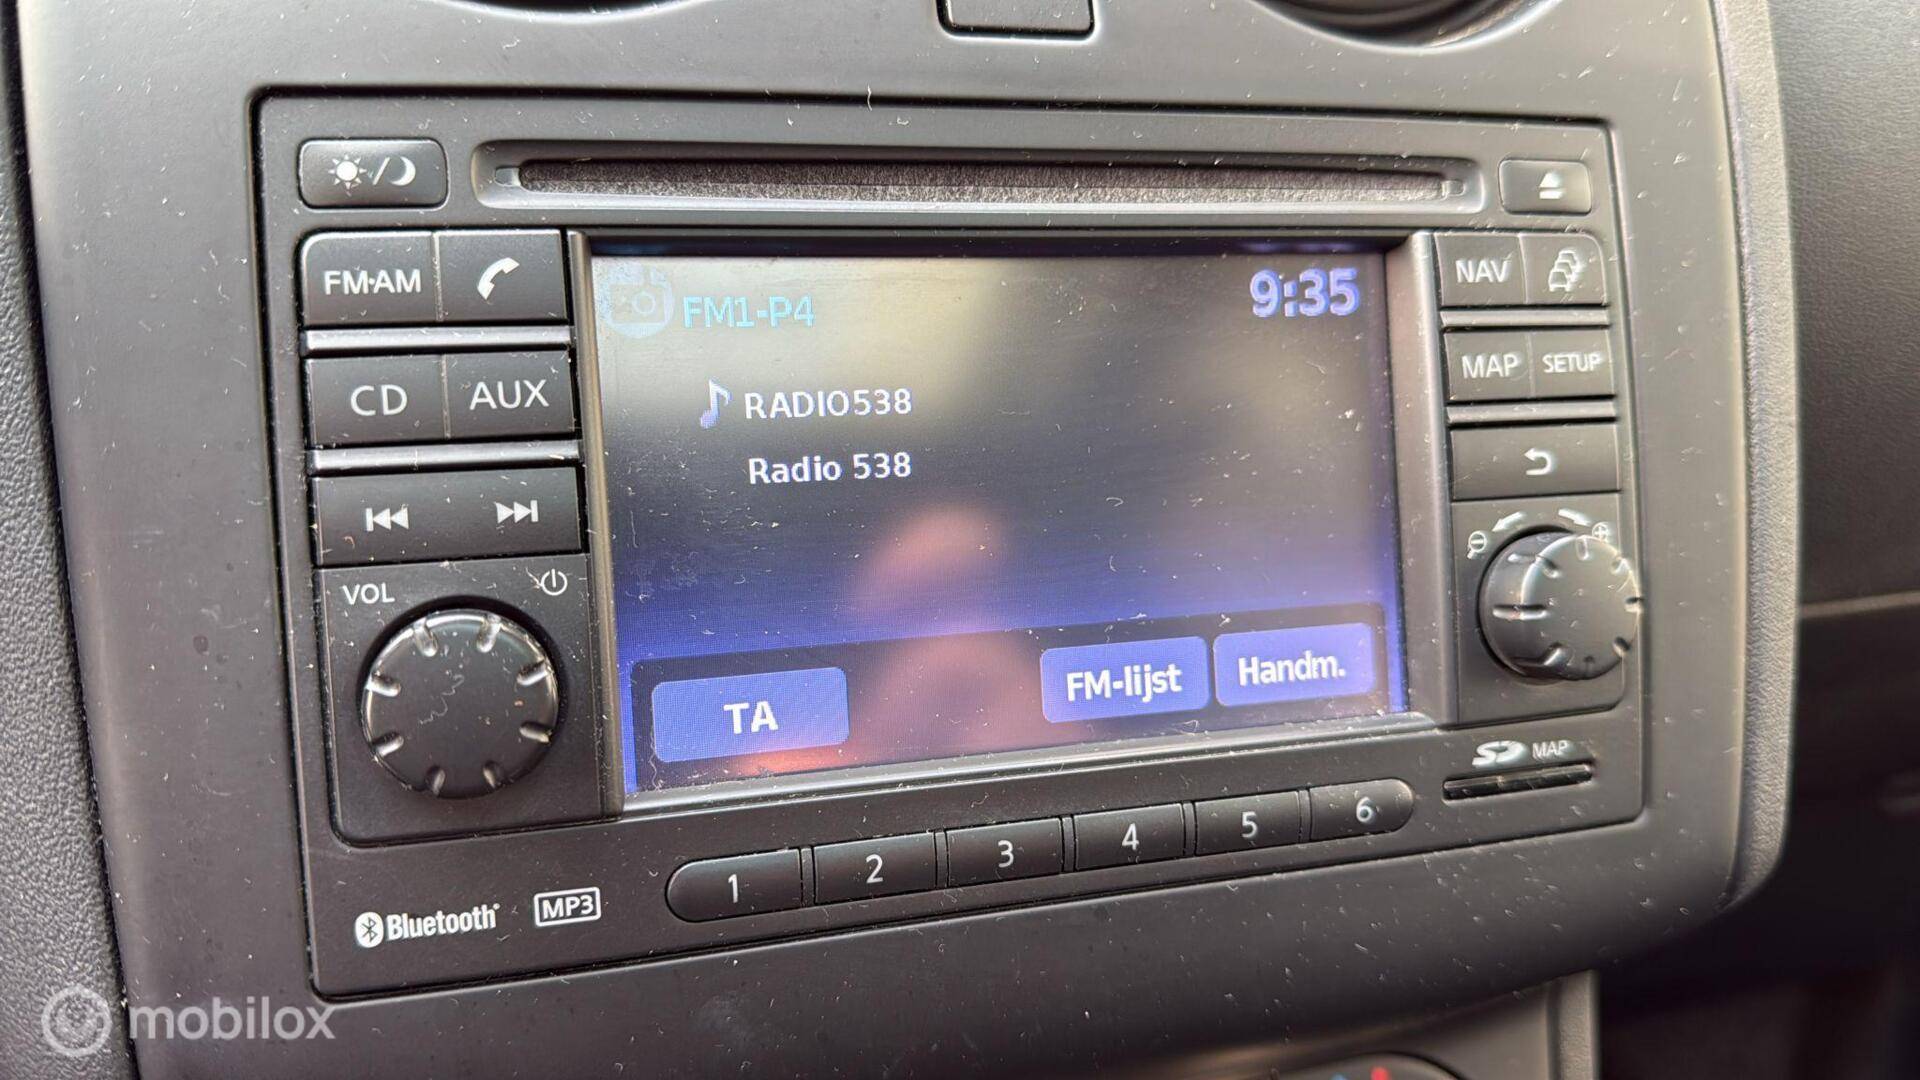 FM·AM
CD
AUX
VOL
FM1-P4
9:35
RADIO538
Radio 538
TA
FM-lijst
Handm.
NAV
MAP
SETUP
SD MAP
1 2 3 4 5 6
Bluetooth
MP3
mobilox